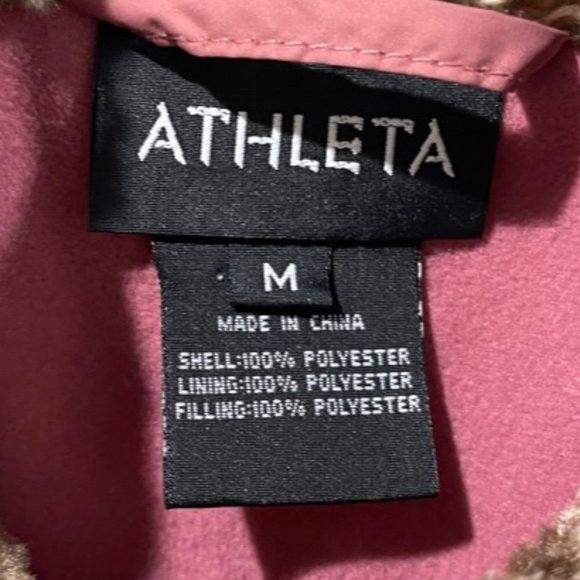 ATHLETA
M
MADE IN CHINA
SHELL:100% POLYESTER
LINING:100% POLYESTER
FILLING:100% POLYESTER